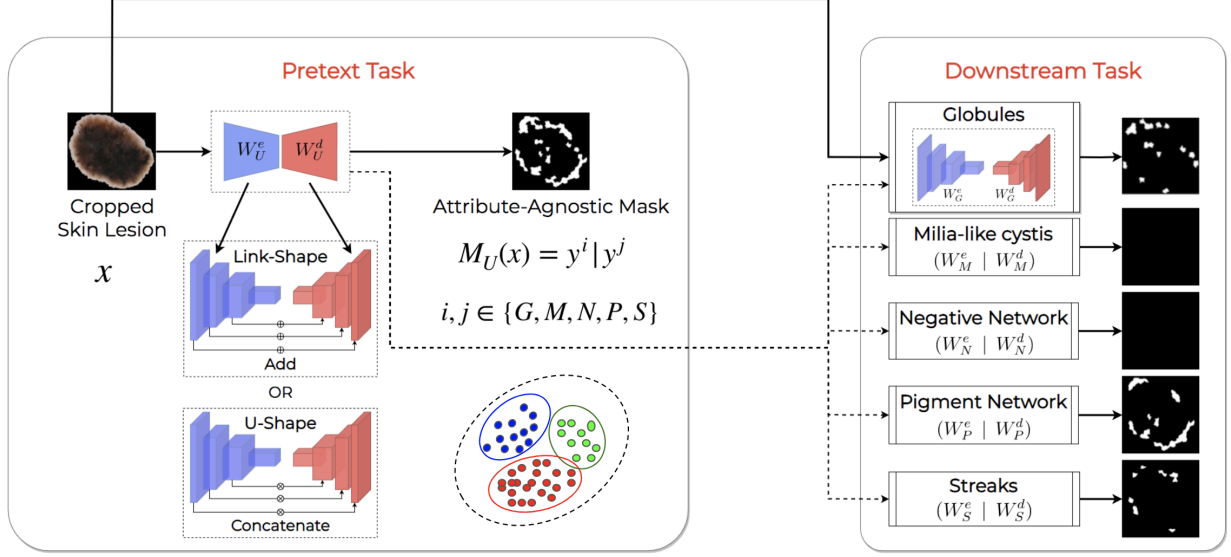 Pretext Task
W_U^e
W_U^d
Cropped
Skin Lesion
x
Attribute-Agnostic Mask
M_U(x) = y^i | y^j
i, j ∈ {G, M, N, P, S}
Link-Shape
⊕
⊕
⊕
Add
OR
U-Shape
⊗
⊗
⊗
Concatenate
Downstream Task
Globules
W_G^e
W_G^d
Milia-like cystis
(W_M^e | W_M^d)
Negative Network
(W_N^e | W_N^d)
Pigment Network
(W_P^e | W_P^d)
Streaks
(W_S^e | W_S^d)